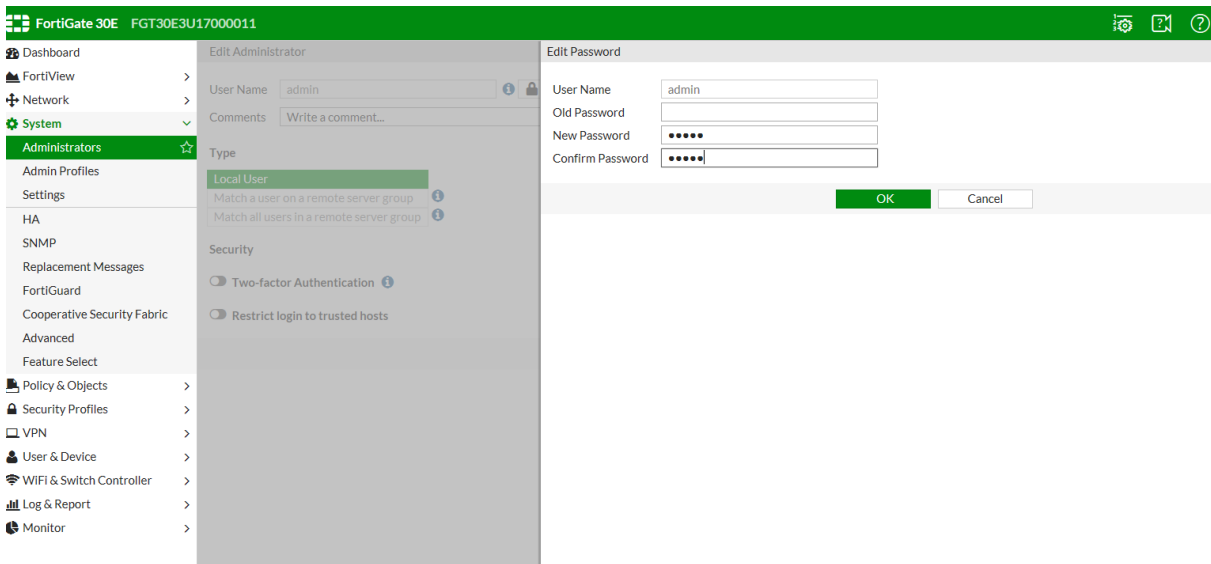 FortiGate 30E FGT30E3U17000011
Dashboard
FortiView
Network
System
Administrators
Admin Profiles
Settings
HA
SNMP
Replacement Messages
FortiGuard
Cooperative Security Fabric
Advanced
Feature Select
Policy & Objects
Security Profiles
VPN
User & Device
WiFi & Switch Controller
Log & Report
Monitor
Edit Administrator
User Name admin
Comments Write a comment...
Type
Local User
Match a user on a remote server group
Match all users in a remote server group
Security
Two-factor Authentication
Restrict login to trusted hosts
Edit Password
User Name admin
Old Password
New Password •••••
Confirm Password •••••
OK Cancel